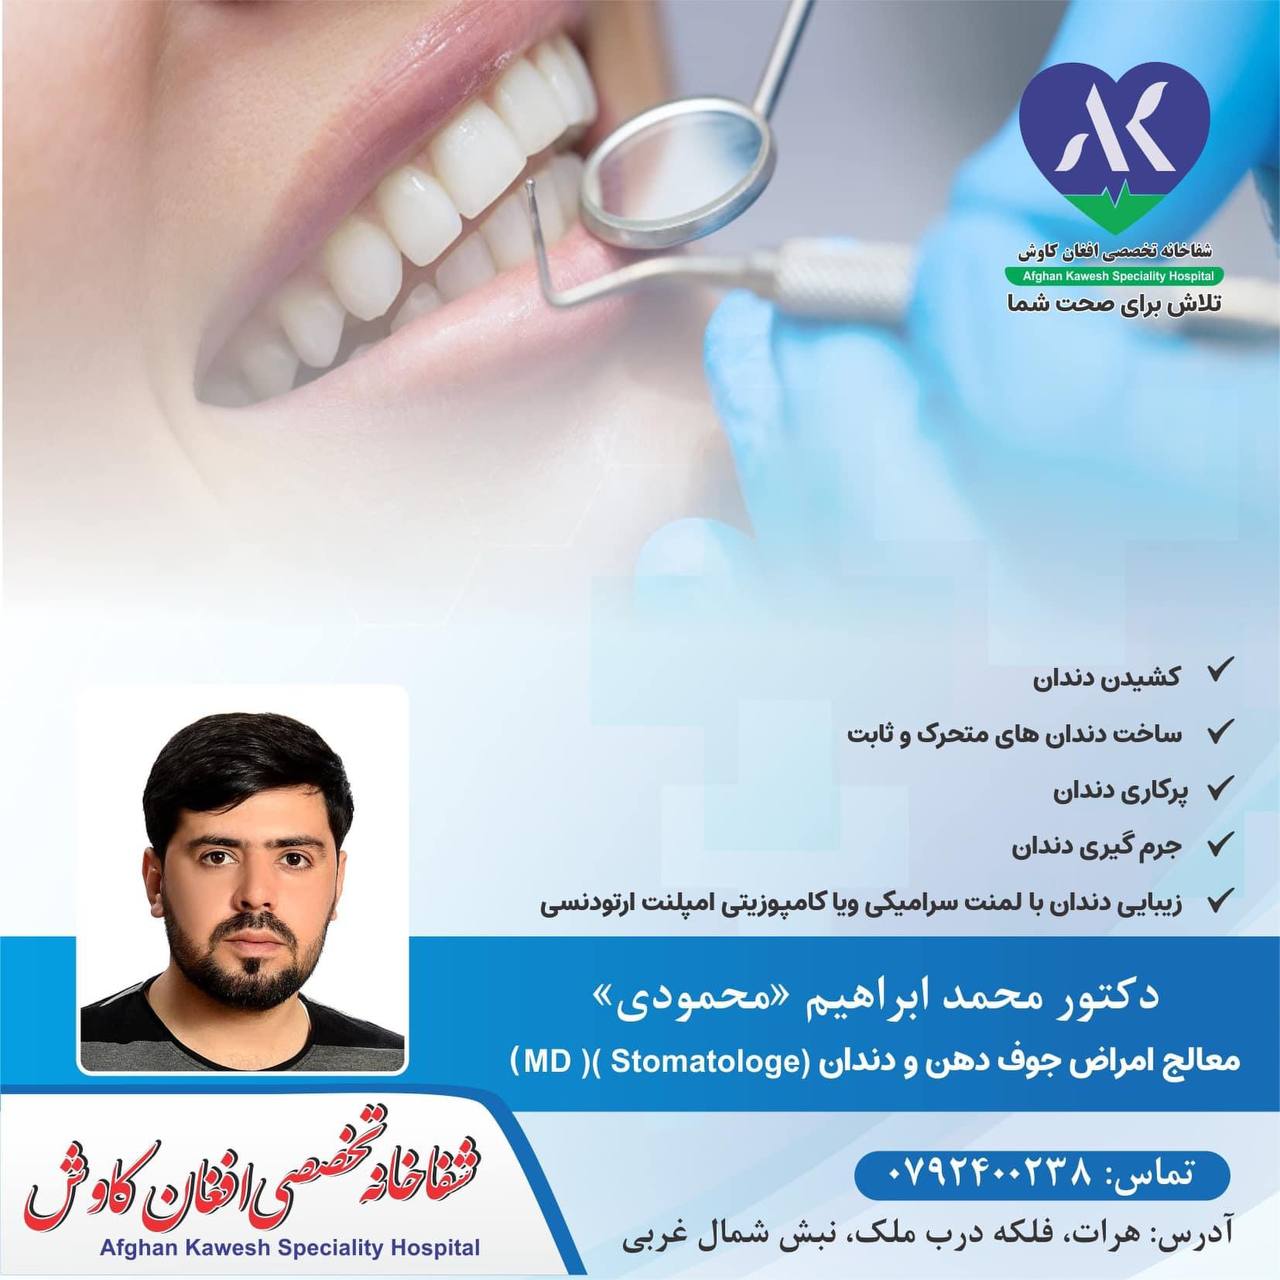 AK
شفاخانه تخصصی افغان کاوش
Afghan Kawesh Speciality Hospital
تلاش برای صحت شما
کشیدن دندان
ساخت دندان های متحرک و ثابت
پرکاری دندان
جرم گیری دندان
زیبایی دندان با لمنت سرامیکی ویا کامپوزیتی امپلنت ارتودنسی
دکتور محمد ابراهیم «محمودی»
معالج امراض جوف دهن و دندان (Stomatologe )( MD)
شفاخانه تخصصی افغان کاوش
Afghan Kawesh Speciality Hospital
تماس: ۰۷۹۲۴۰۰۲۳۸
آدرس: هرات، فلکه درب ملک، نبش شمال غربی